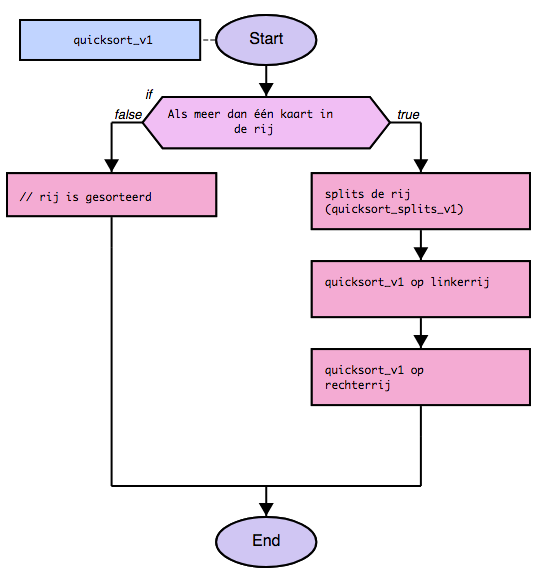 quicksort_v1
Start
if
Als meer dan één kaart in
de rij
false
true
// rij is gesorteerd
splits de rij
(quicksort_splits_v1)
quicksort_v1 op linkerrij
quicksort_v1 op
rechterrij
End